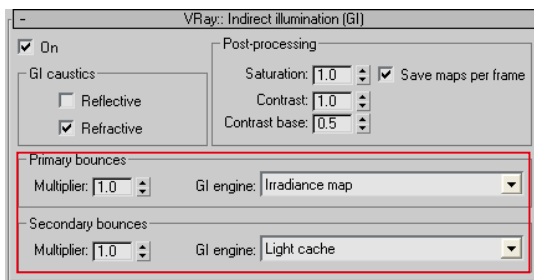 - VRay:: Indirect illumination (GI)
On
GI caustics
Reflective
Refractive
Post-processing
Saturation: 1.0 Save maps per frame
Contrast: 1.0
Contrast base: 0.5
Primary bounces
Multiplier: 1.0 GI engine: Irradiance map
Secondary bounces
Multiplier: 1.0 GI engine: Light cache